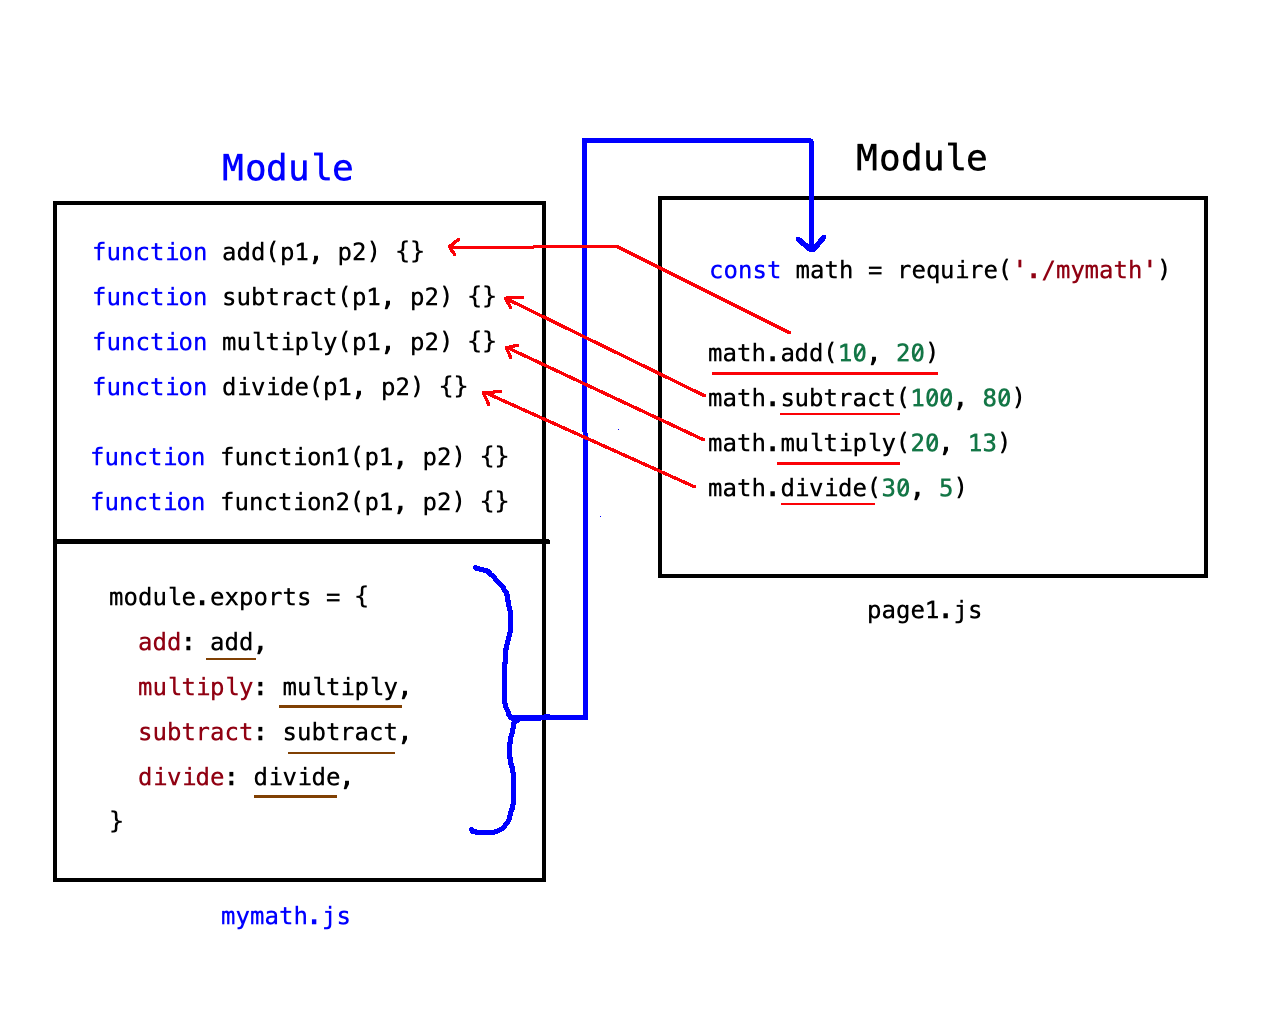 Module
function add(p1, p2) {}
function subtract(p1, p2) {}
function multiply(p1, p2) {}
function divide(p1, p2) {}
function function1(p1, p2) {}
function function2(p1, p2) {}
module.exports = {
add: add,
multiply: multiply,
subtract: subtract,
divide: divide,
}
mymath.js
Module
const math = require('./mymath')
math.add(10, 20)
math.subtract(100, 80)
math.multiply(20, 13)
math.divide(30, 5)
page1.js